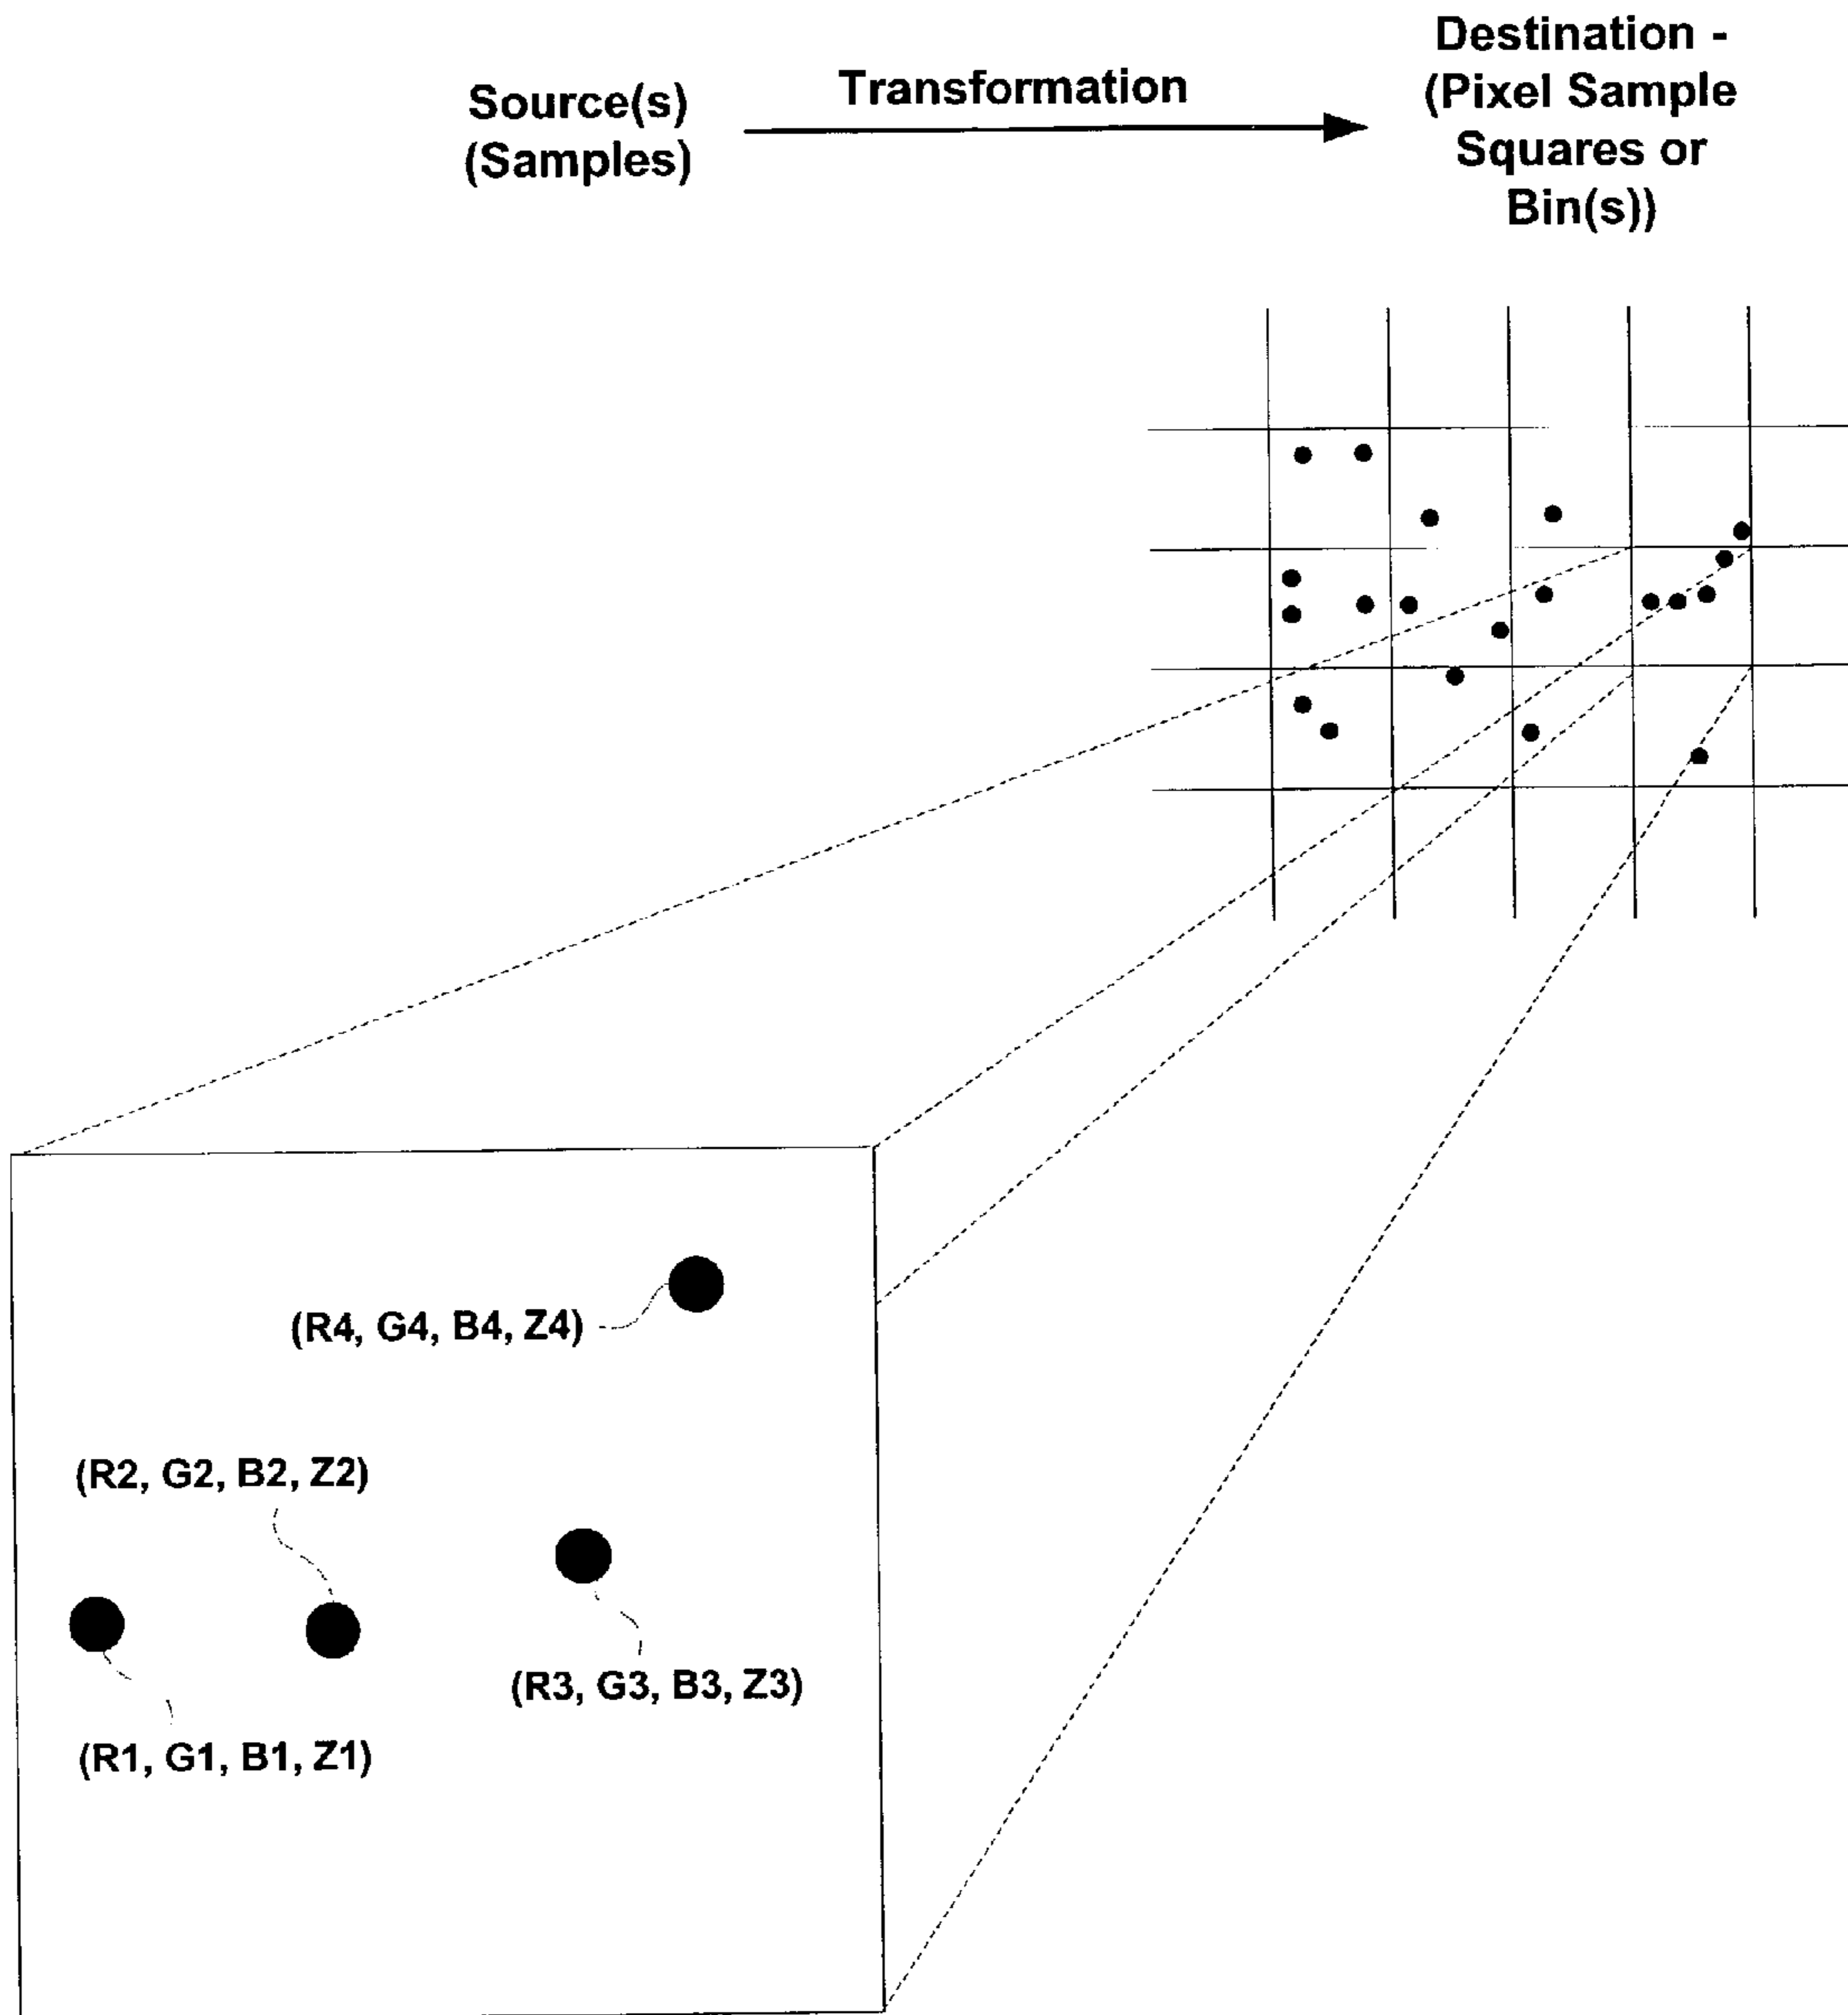 Source(s)
(Samples)
Transformation
Destination -
(Pixel Sample
Squares or
Bin(s))
(R4, G4, B4, Z4)
(R2, G2, B2, Z2)
(R3, G3, B3, Z3)
(R1, G1, B1, Z1)